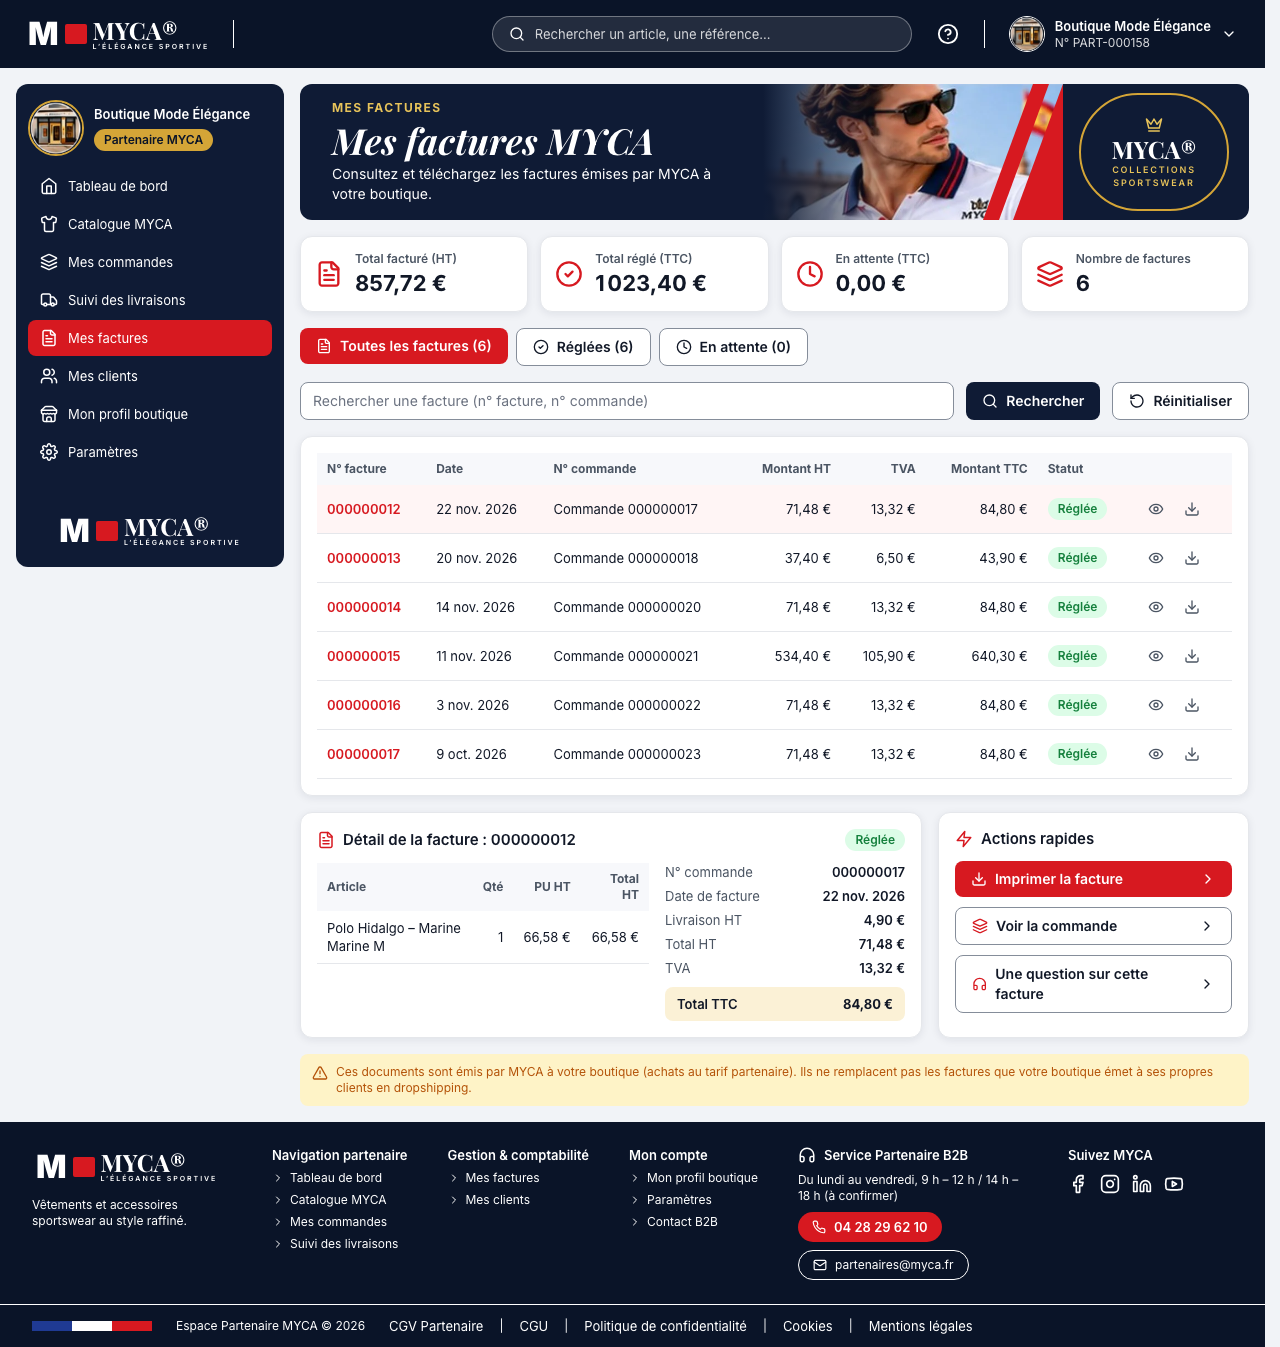 M MYCA®
L'ÉLÉGANCE SPORTIVE
Rechercher un article, une référence...
Boutique Mode Élégance
N° PART-000158
Boutique Mode Élégance
Partenaire MYCA
Tableau de bord
Catalogue MYCA
Mes commandes
Suivi des livraisons
Mes factures
Mes clients
Mon profil boutique
Paramètres
M MYCA®
L'ÉLÉGANCE SPORTIVE
MES FACTURES
Mes factures MYCA
Consultez et téléchargez les factures émises par MYCA à
votre boutique.
MYCA®
COLLECTIONS
SPORTSWEAR
Total facturé (HT)
857,72 €
Total réglé (TTC)
1 023,40 €
En attente (TTC)
0,00 €
Nombre de factures
6
Toutes les factures (6)
Réglées (6)
En attente (0)
Rechercher une facture (n° facture, n° commande)
Rechercher
Réinitialiser
N° facture Date N° commande Montant HT TVA Montant TTC Statut
000000012 22 nov. 2026 Commande 000000017 71,48 € 13,32 € 84,80 € Réglée
000000013 20 nov. 2026 Commande 000000018 37,40 € 6,50 € 43,90 € Réglée
000000014 14 nov. 2026 Commande 000000020 71,48 € 13,32 € 84,80 € Réglée
000000015 11 nov. 2026 Commande 000000021 534,40 € 105,90 € 640,30 € Réglée
000000016 3 nov. 2026 Commande 000000022 71,48 € 13,32 € 84,80 € Réglée
000000017 9 oct. 2026 Commande 000000023 71,48 € 13,32 € 84,80 € Réglée
Détail de la facture : 000000012 Réglée
Article Qté PU HT Total HT
Polo Hidalgo – Marine
Marine M
1 66,58 € 66,58 €
N° commande 000000017
Date de facture 22 nov. 2026
Livraison HT 4,90 €
Total HT 71,48 €
TVA 13,32 €
Total TTC 84,80 €
Actions rapides
Imprimer la facture
Voir la commande
Une question sur cette
facture
Ces documents sont émis par MYCA à votre boutique (achats au tarif partenaire). Ils ne remplacent pas les factures que votre boutique émet à ses propres
clients en dropshipping.
M MYCA®
L'ÉLÉGANCE SPORTIVE
Vêtements et accessoires
sportswear au style raffiné.
Navigation partenaire
Tableau de bord
Catalogue MYCA
Mes commandes
Suivi des livraisons
Gestion & comptabilité
Mes factures
Mes clients
Mon compte
Mon profil boutique
Paramètres
Contact B2B
Service Partenaire B2B
Du lundi au vendredi, 9 h – 12 h / 14 h –
18 h (à confirmer)
04 28 29 62 10
partenaires@myca.fr
Suivez MYCA
Espace Partenaire MYCA © 2026
CGV Partenaire | CGU | Politique de confidentialité | Cookies | Mentions légales